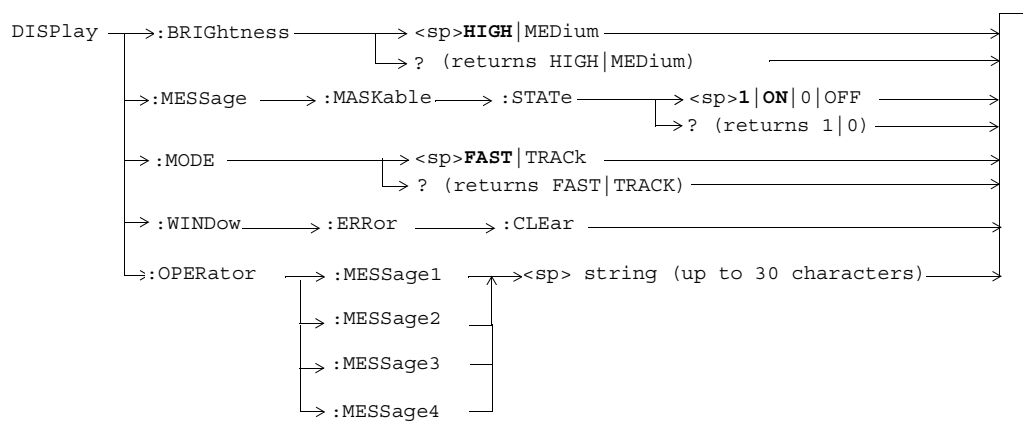 DISPlay :BRIGhtness <sp>HIGH|MEDium
? (returns HIGH|MEDium)
:MESSage :MASKable :STATe <sp>1|ON|0|OFF
? (returns 1|0)
:MODE <sp>FAST|TRACk
? (returns FAST|TRACK)
:WINDow :ERRor :CLEar
:OPERator :MESSage1 <sp> string (up to 30 characters)
:MESSage2
:MESSage3
:MESSage4